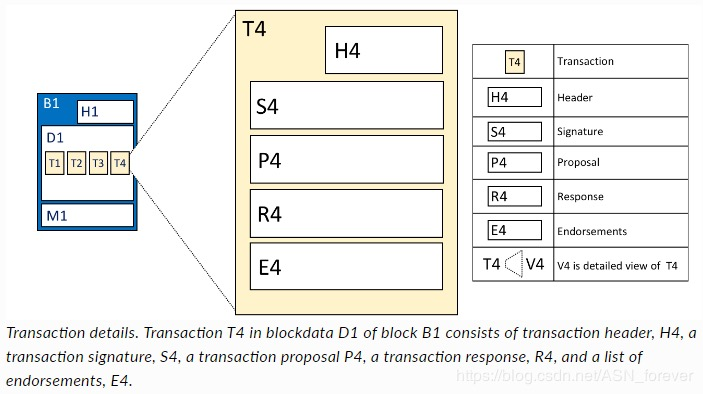 T4
H4
S4
P4
R4
E4
B1
H1
D1
T1 T2 T3 T4
M1
T4 Transaction
H4 Header
S4 Signature
P4 Proposal
R4 Response
E4 Endorsements
T4 V4 V4 is detailed view of T4
Transaction details. Transaction T4 in blockdata D1 of block B1 consists of transaction header, H4, a
transaction signature, S4, a transaction proposal P4, a transaction response, R4, and a list of
endorsements, E4.
https://blog.csdn.net/ASN_forever